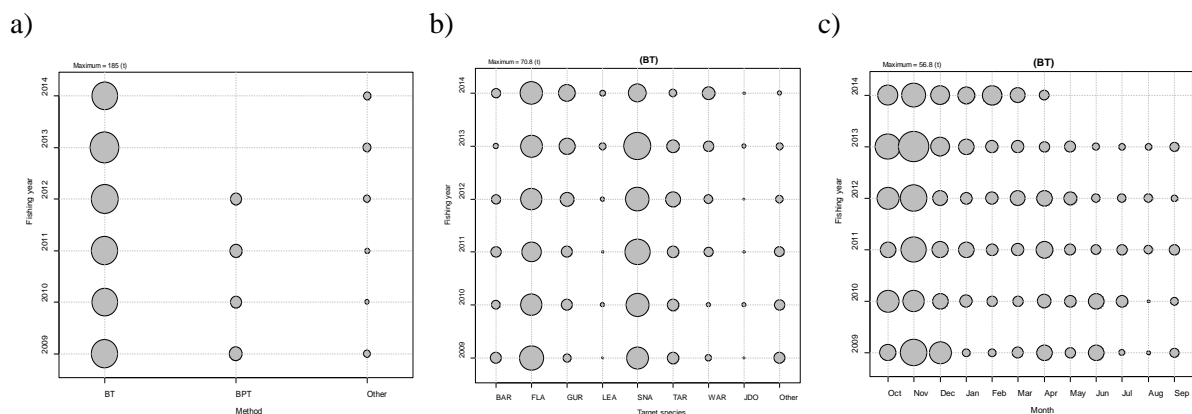 a)
Maximum = 185 (t)
2014
2013
2012
2011
2010
2009
Fishing year
BT BPT Other
Method
b)
Maximum = 70.8 (t) (BT)
2014
2013
2012
2011
2010
2009
Fishing year
BAR FLA GUR LEA SNA TAR WAR JDO Other
Target species
c)
Maximum = 56.8 (t) (BT)
2014
2013
2012
2011
2010
2009
Fishing year
Oct Nov Dec Jan Feb Mar Apr May Jun Jul Aug Sep
Month